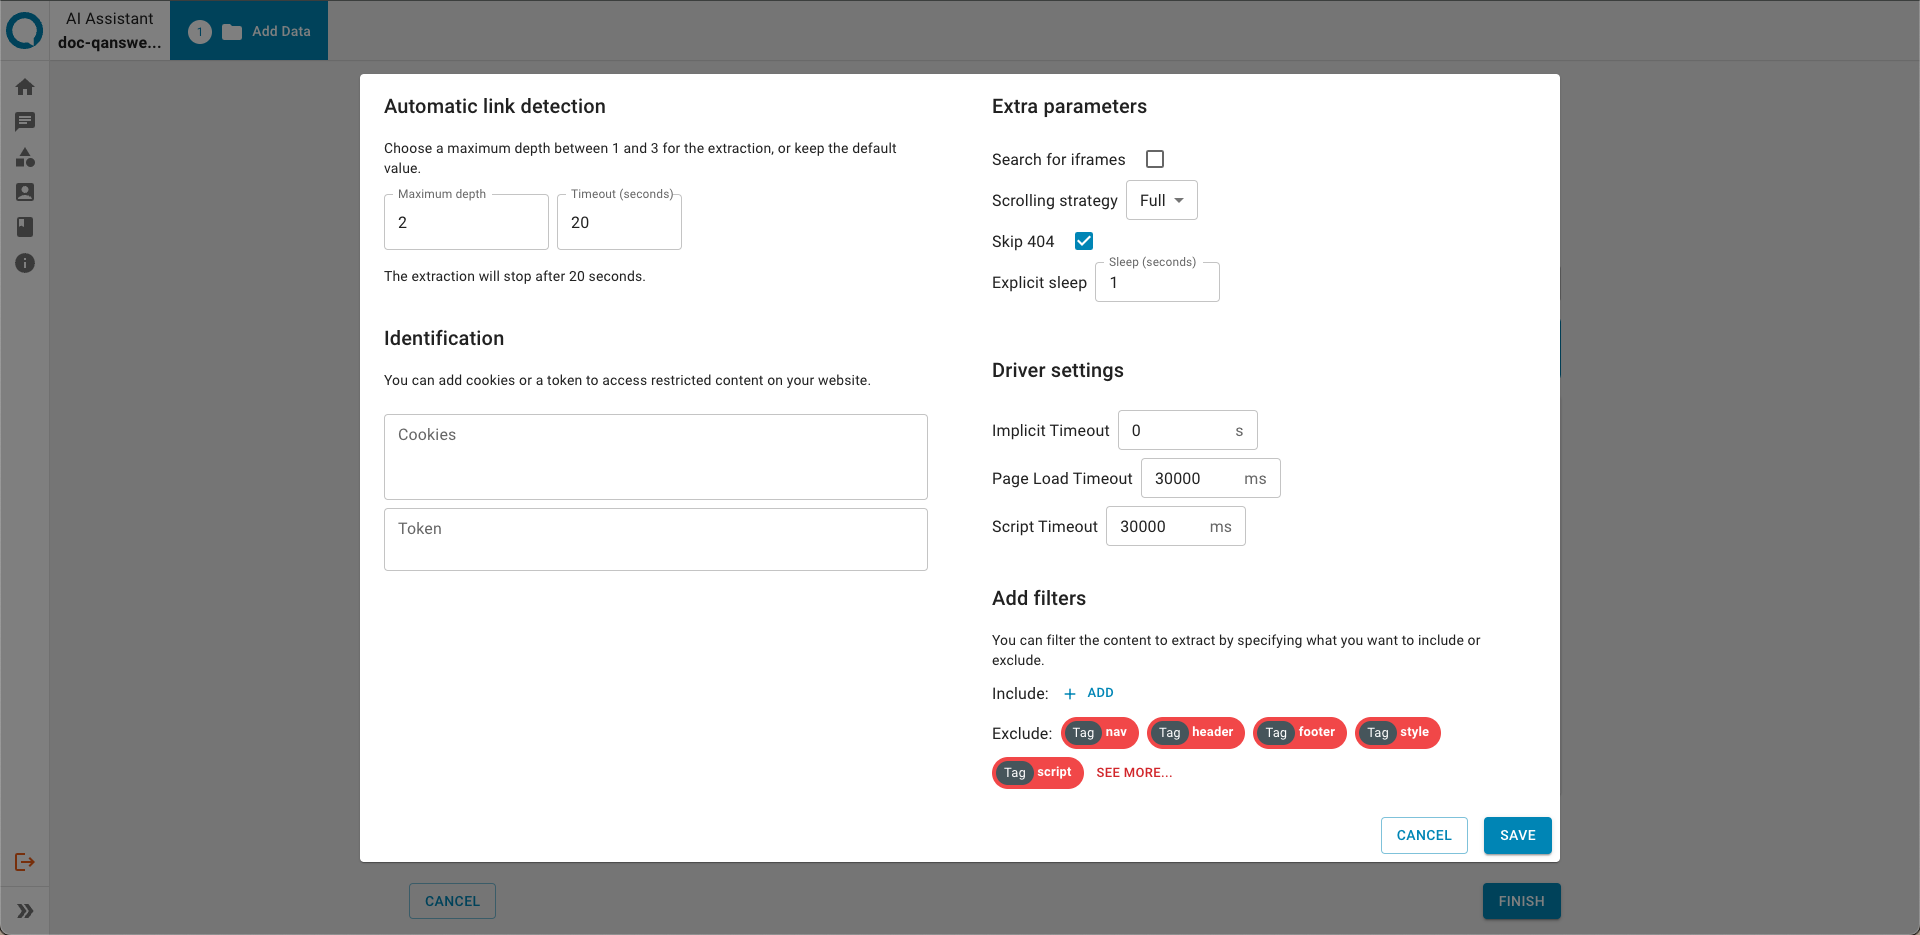 AI Assistant
doc-qanswe...
1 Add Data
Automatic link detection
Choose a maximum depth between 1 and 3 for the extraction, or keep the default
value.
Maximum depth
2
Timeout (seconds)
20
The extraction will stop after 20 seconds.
Identification
You can add cookies or a token to access restricted content on your website.
Cookies
Token
Extra parameters
Search for iframes
Scrolling strategy Full
Skip 404
Sleep (seconds)
Explicit sleep 1
Driver settings
Implicit Timeout 0 s
Page Load Timeout 30000 ms
Script Timeout 30000 ms
Add filters
You can filter the content to extract by specifying what you want to include or
exclude.
Include: + ADD
Exclude: Tag nav Tag header Tag footer Tag style
Tag script SEE MORE...
CANCEL SAVE
CANCEL FINISH